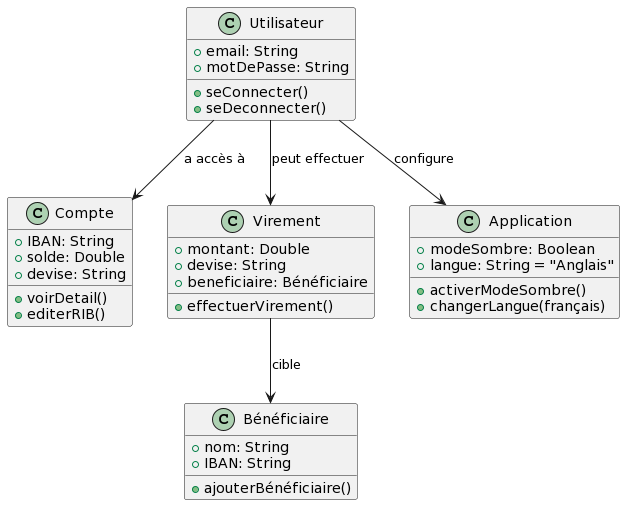 C Utilisateur
email: String
motDePasse: String
seConnecter()
seDeconnecter()
a accès à
peut effectuer
configure
C Compte
IBAN: String
solde: Double
devise: String
voirDetail()
editerRIB()
C Virement
montant: Double
devise: String
beneficiaire: Bénéficiaire
effectuerVirement()
C Application
modeSombre: Boolean
langue: String = "Anglais"
activerModeSombre()
changerLangue(français)
cible
C Bénéficiaire
nom: String
IBAN: String
ajouterBénéficiaire()